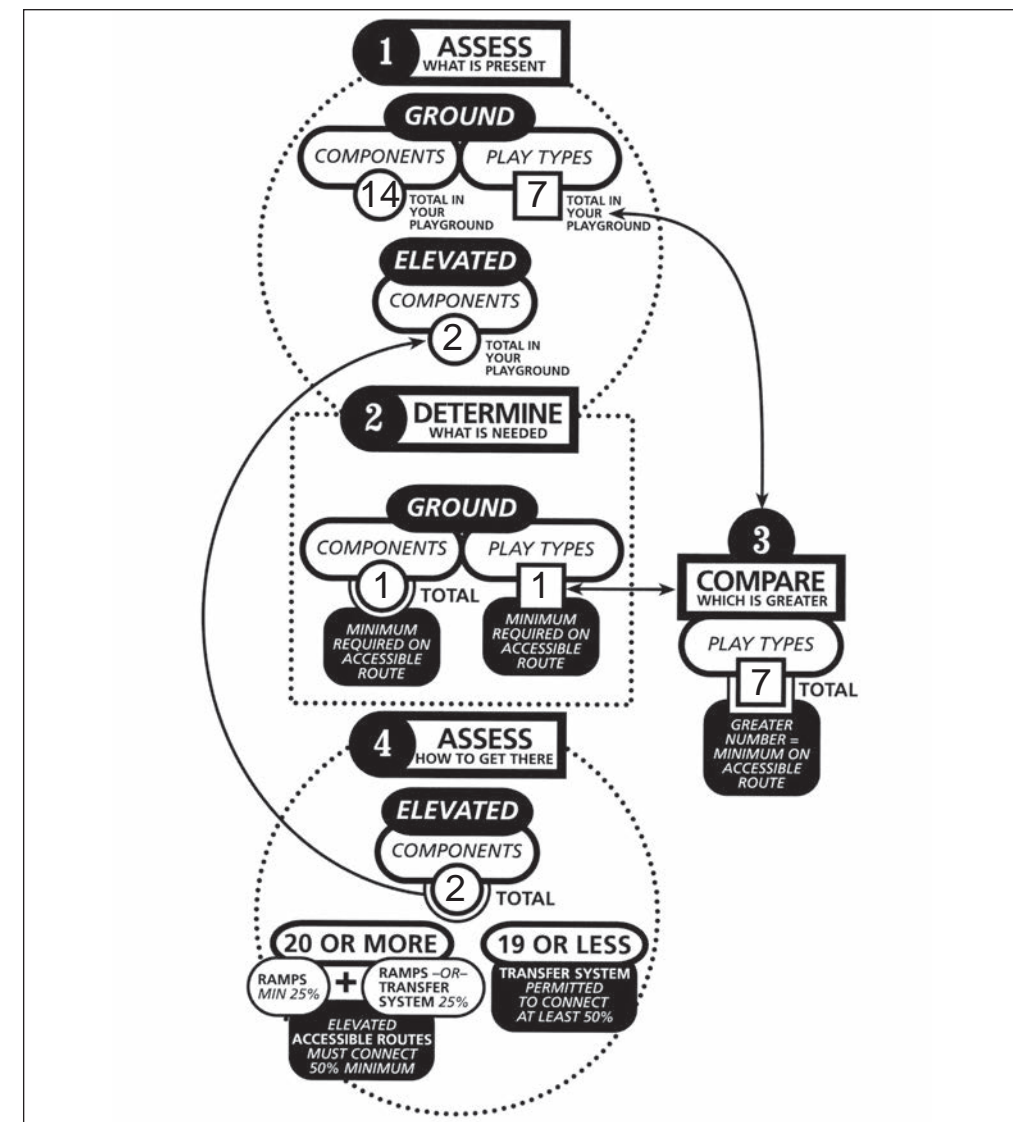 1
ASSESS
WHAT IS PRESENT
GROUND
COMPONENTS
PLAY TYPES
14
TOTAL IN
YOUR
PLAYGROUND
7
TOTAL IN
YOUR
PLAYGROUND
ELEVATED
COMPONENTS
2
TOTAL IN
YOUR
PLAYGROUND
2
DETERMINE
WHAT IS NEEDED
GROUND
COMPONENTS
PLAY TYPES
1
TOTAL
MINIMUM
REQUIRED ON
ACCESSIBLE
ROUTE
1
MINIMUM
REQUIRED ON
ACCESSIBLE
ROUTE
3
COMPARE
WHICH IS GREATER
PLAY TYPES
7
TOTAL
GREATER
NUMBER =
MINIMUM ON
ACCESSIBLE
ROUTE
4
ASSESS
HOW TO GET THERE
ELEVATED
COMPONENTS
2
TOTAL
20 OR MORE
RAMPS
MIN 25%
+
RAMPS –OR–
TRANSFER
SYSTEM 25%
ELEVATED
ACCESSIBLE ROUTES
MUST CONNECT
50% MINIMUM
19 OR LESS
TRANSFER SYSTEM
PERMITTED
TO CONNECT
AT LEAST 50%